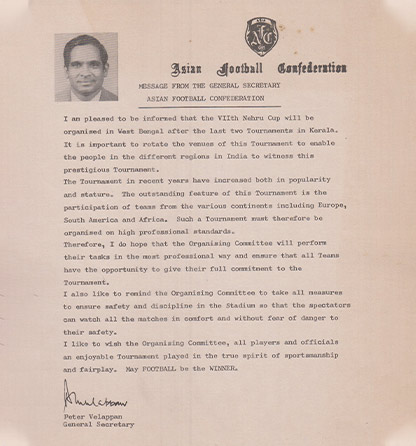 ASIA
AFC
Asian Football Confederation
MESSAGE FROM THE GENERAL SECRETARY
ASIAN FOOTBALL CONFEDERATION
I am pleased to be informed that the VIIth Nehru Cup will be
organised in West Bengal after the last two Tournaments in Kerala.
It is important to rotate the venues of this Tournament to enable
the people in the different regions in India to witness this
prestigious Tournament.
The Tournament in recent years have increased both in popularity
and stature. The outstanding feature of this Tournament is the
participation of teams from the various continents including Europe,
South America and Africa. Such a Tournament must therefore be
organised on high professional standards.
Therefore, I do hope that the Organising Committee will perform
their tasks in the most professional way and ensure that all Teams
have the opportunity to give their full commitment to the
Tournament.
I also like to remind the Organising Committee to take all measures
to ensure safety and discipline in the Stadium so that the spectators
can watch all the matches in comfort and without fear of danger to
their safety.
I like to wish the Organising Committee, all players and officials
an enjoyable Tournament played in the true spirit of sportsmanship
and fairplay. May FOOTBALL be the WINNER.
Peter Velappan
General Secretary